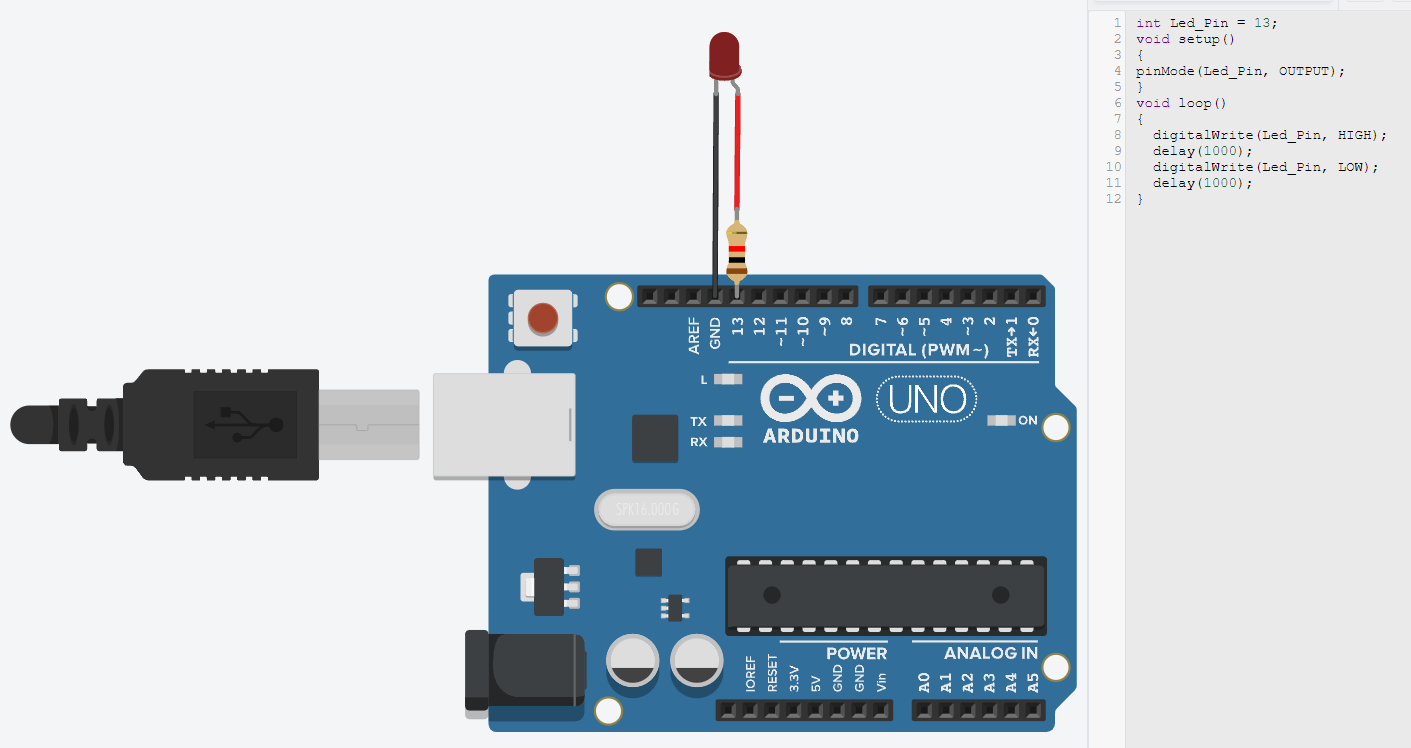 1 int Led_Pin = 13;
2 void setup()
3 {
4 pinMode(Led_Pin, OUTPUT);
5 }
6 void loop()
7 {
8 digitalWrite(Led_Pin, HIGH);
9 delay(1000);
10 digitalWrite(Led_Pin, LOW);
11 delay(1000);
12 }
AREF GND 13 12 ~11 ~10 ~9 8 7 ~6 ~5 4 ~3 2 TX→1 RX←0
DIGITAL (PWM~)
L
TX
RX
UNO
ON
ARDUINO
SPK16.000G
POWER
ANALOG IN
IOREF RESET 3.3V 5V GND GND Vin A0 A1 A2 A3 A4 A5